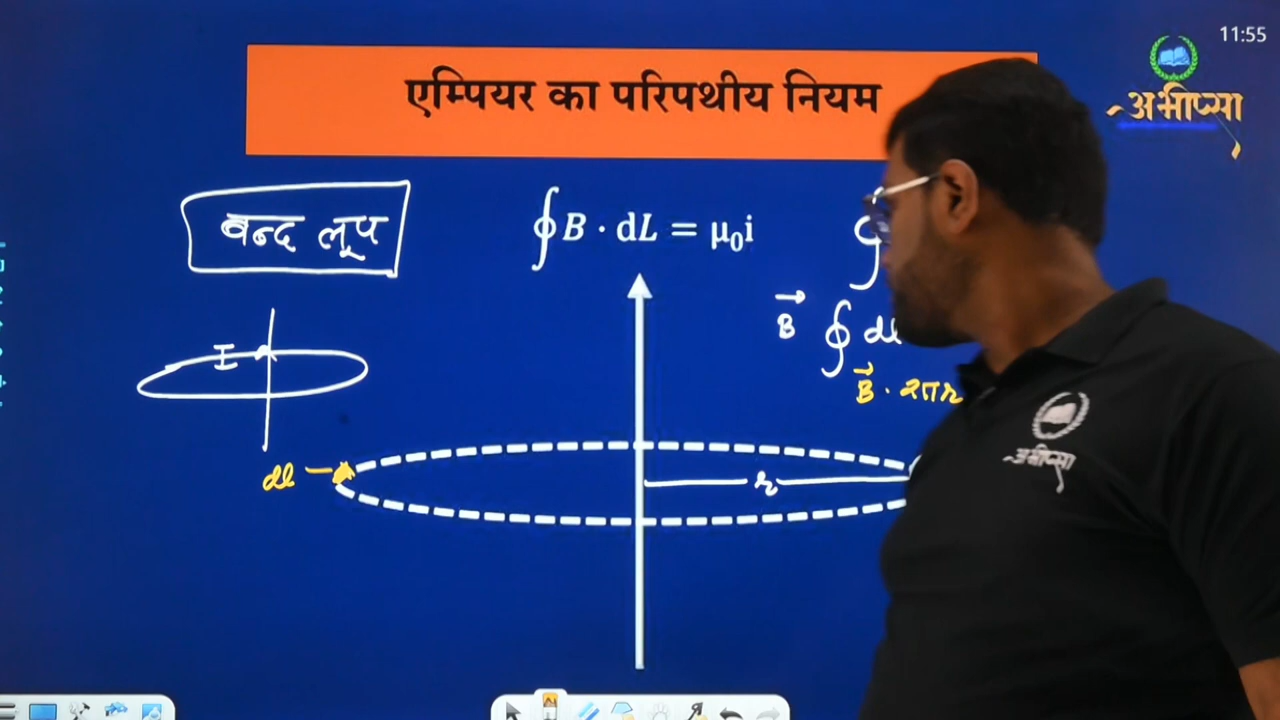 11:55
एम्पियर का परिपथीय नियम
अभीप्सा
बन्द लूप
∮B · dL = μ₀i
∮
B⃗ ∮ dl
B⃗ · 2πr
I
dl
r
अभीप्सा